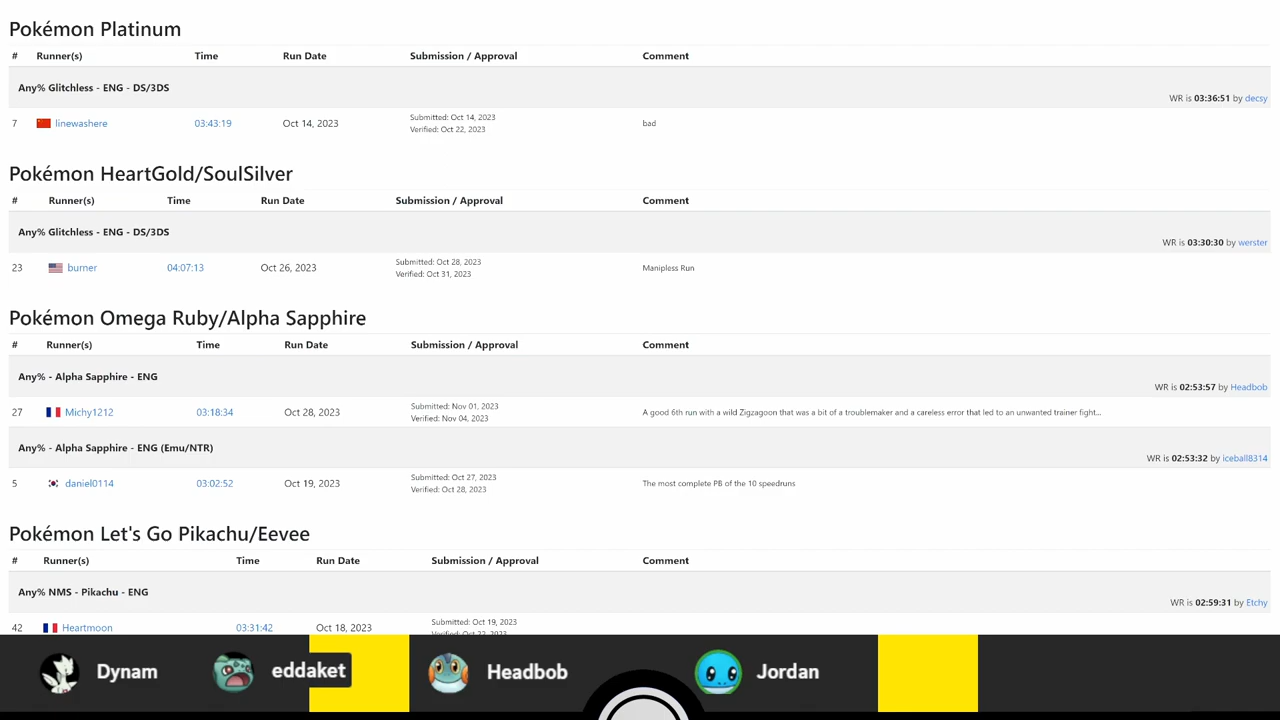 Pokémon Platinum
# Runner(s) Time Run Date Submission / Approval Comment
Any% Glitchless - ENG - DS/3DS
WR is 03:36:51 by decsy
7 linewashere 03:43:19 Oct 14, 2023 Submitted: Oct 14, 2023 bad
Verified: Oct 22, 2023
Pokémon HeartGold/SoulSilver
# Runner(s) Time Run Date Submission / Approval Comment
Any% Glitchless - ENG - DS/3DS
WR is 03:30:30 by werster
23 burner 04:07:13 Oct 26, 2023 Submitted: Oct 28, 2023 Manipless Run
Verified: Oct 31, 2023
Pokémon Omega Ruby/Alpha Sapphire
# Runner(s) Time Run Date Submission / Approval Comment
Any% - Alpha Sapphire - ENG
WR is 02:53:57 by Headbob
27 Michy1212 03:18:34 Oct 28, 2023 Submitted: Nov 01, 2023 A good 6th run with a wild Zigzagoon that was a bit of a troublemaker and a careless error that led to an unwanted trainer fight...
Verified: Nov 04, 2023
Any% - Alpha Sapphire - ENG (Emu/NTR)
WR is 02:53:32 by iceball8314
5 daniel0114 03:02:52 Oct 19, 2023 Submitted: Oct 27, 2023 The most complete PB of the 10 speedruns
Verified: Oct 28, 2023
Pokémon Let's Go Pikachu/Eevee
# Runner(s) Time Run Date Submission / Approval Comment
Any% NMS - Pikachu - ENG
WR is 02:59:31 by Etchy
42 Heartmoon 03:31:42 Oct 18, 2023 Submitted: Oct 19, 2023
Verified: Oct 22, 2023
Dynam eddaket Headbob Jordan